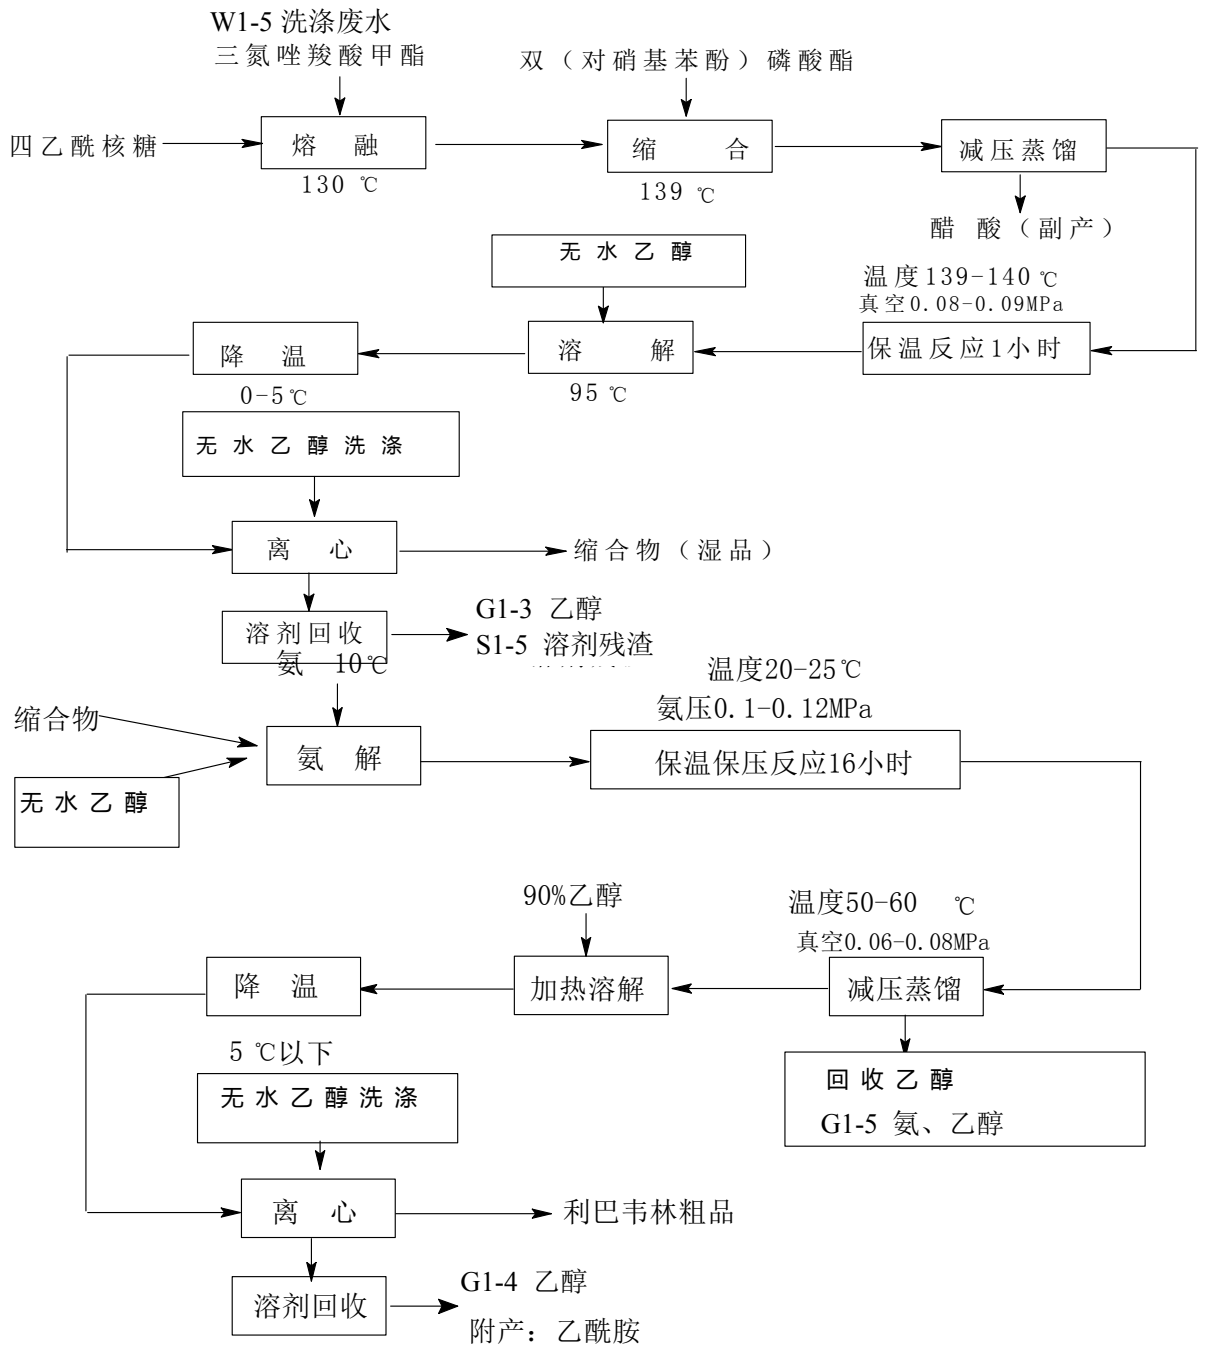 W1-5 洗涤废水
三氮唑羧酸甲酯
双（对硝基苯酚）磷酸酯
四乙酰核糖
熔 融
缩 合
减压蒸馏
130 ℃
139 ℃
醋 酸（副产）
无水乙醇
温度139-140℃
真空0.08-0.09MPa
降 温
溶 解
保温反应1小时
0-5℃
95℃
无水乙醇洗涤
离 心
缩合物（湿品）
溶剂回收
G1-3 乙醇
S1-5 溶剂残渣
氨 10℃
温度20-25℃
氨压0.1-0.12MPa
缩合物
氨 解
保温保压反应16小时
无水乙醇
90%乙醇
温度50-60 ℃
真空0.06-0.08MPa
降 温
加热溶解
减压蒸馏
5 ℃以下
无水乙醇洗涤
回收乙醇
G1-5 氨、乙醇
离 心
利巴韦林粗品
溶剂回收
G1-4 乙醇
附产：乙酰胺